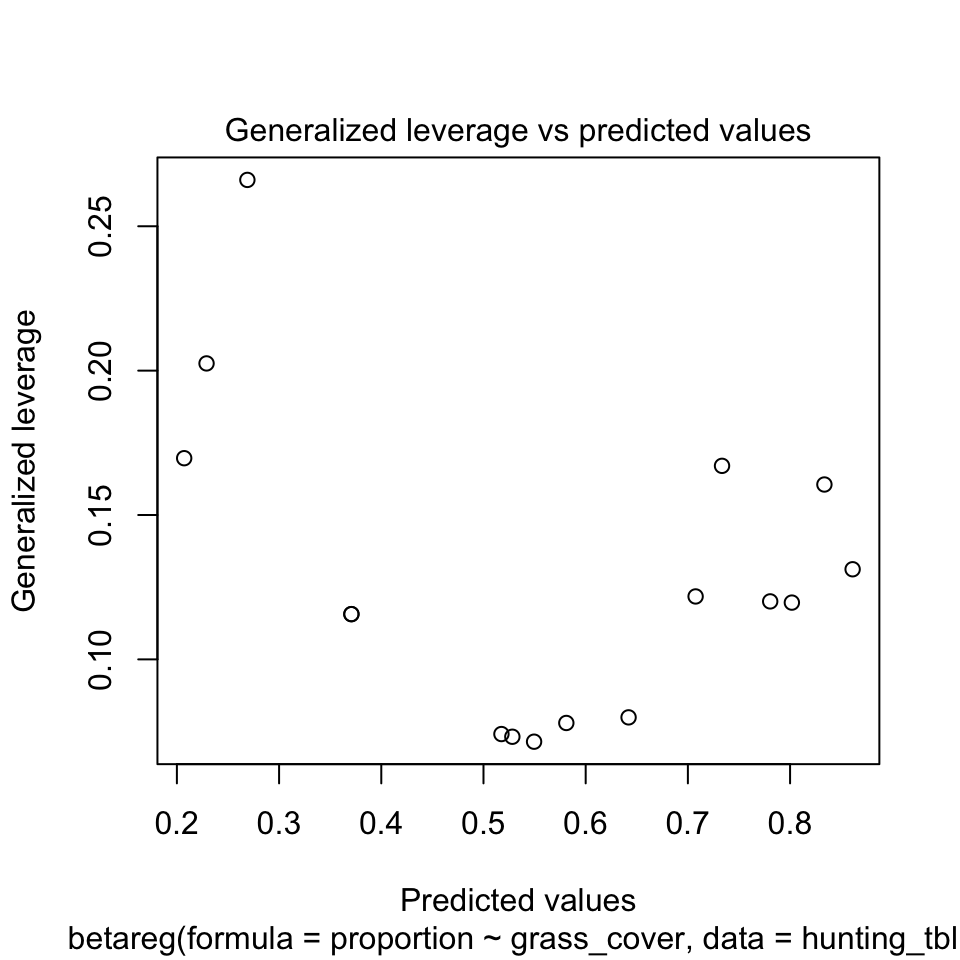 Generalized leverage vs predicted values
Generalized leverage
0.25
0.20
0.15
0.10
0.2 0.3 0.4 0.5 0.6 0.7 0.8
Predicted values
betareg(formula = proportion ~ grass_cover, data = hunting_tbl